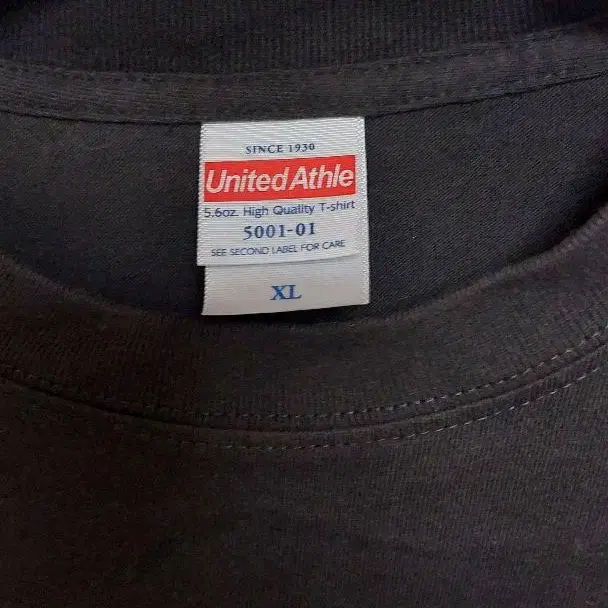 SINCE 1930
United Athle
5.6oz. High Quality T-shirt
5001-01
SEE SECOND LABEL FOR CARE
XL